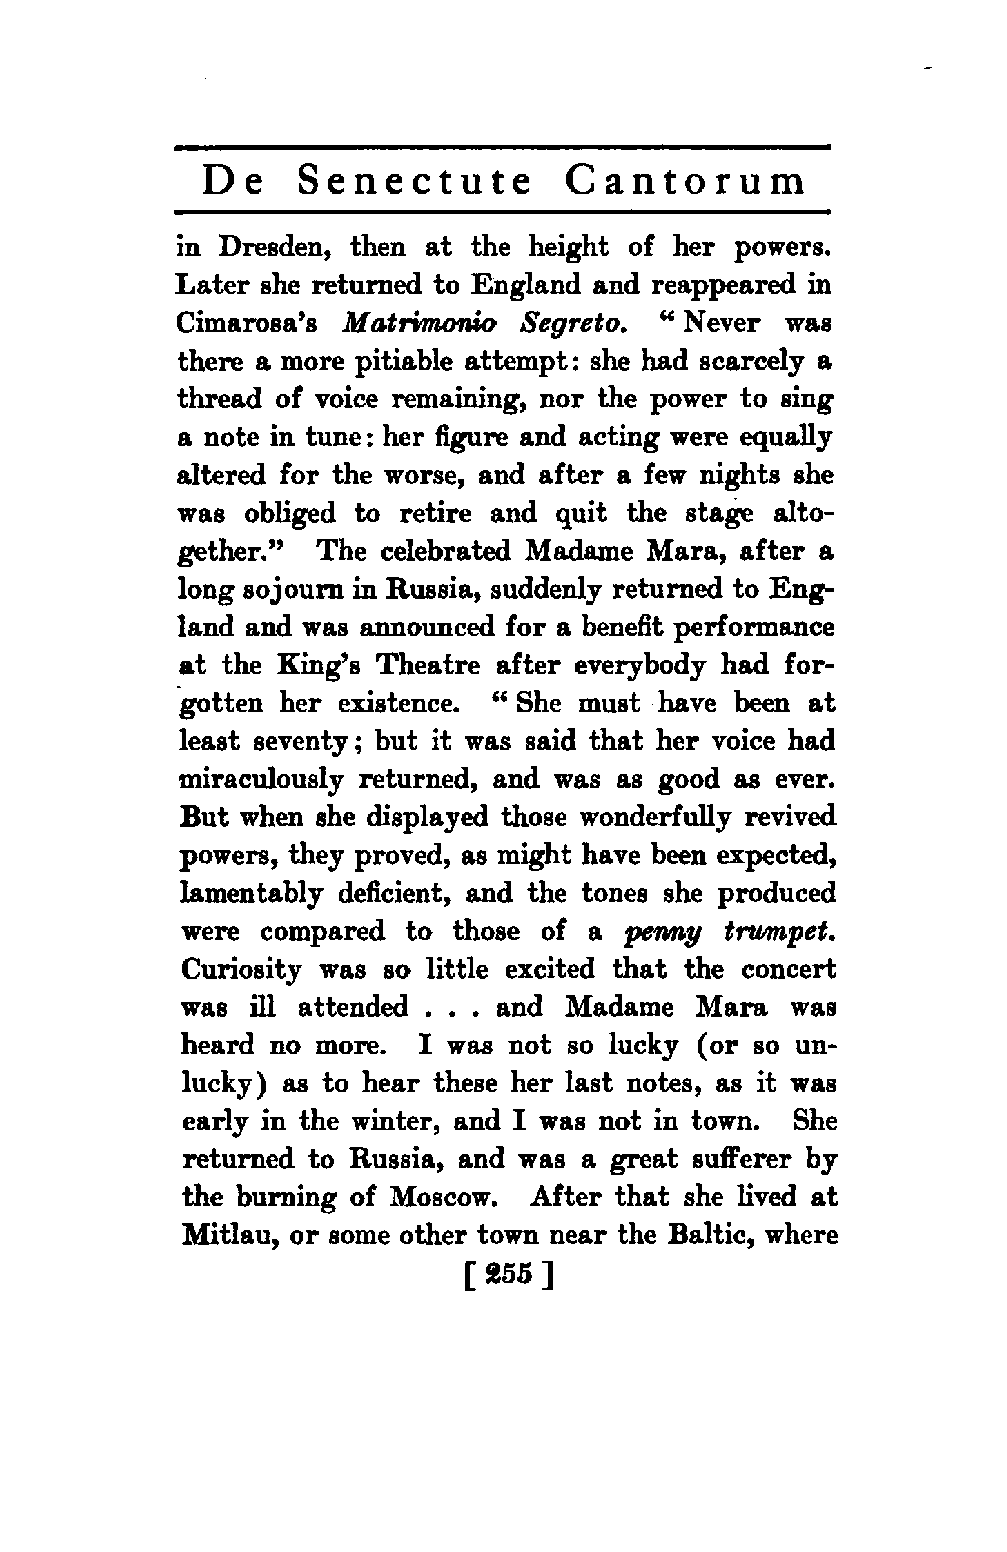 De Senectute Cantorum
in Dresden, then at the height of her powers.
Later she returned to England and reappeared in
Cimarosa's Matrimonio Segreto. “Never was
there a more pitiable attempt: she had scarcely a
thread of voice remaining, nor the power to sing
a note in tune: her figure and acting were equally
altered for the worse, and after a few nights she
was obliged to retire and quit the stage alto-
gether.” The celebrated Madame Mara, after a
long sojourn in Russia, suddenly returned to Eng-
land and was announced for a benefit performance
at the King's Theatre after everybody had for-
gotten her existence. “She must have been at
least seventy; but it was said that her voice had
miraculously returned, and was as good as ever.
But when she displayed those wonderfully revived
powers, they proved, as might have been expected,
lamentably deficient, and the tones she produced
were compared to those of a penny trumpet.
Curiosity was so little excited that the concert
was ill attended . . . and Madame Mara was
heard no more. I was not so lucky (or so un-
lucky) as to hear these her last notes, as it was
early in the winter, and I was not in town. She
returned to Russia, and was a great sufferer by
the burning of Moscow. After that she lived at
Mitlau, or some other town near the Baltic, where
[ 255 ]